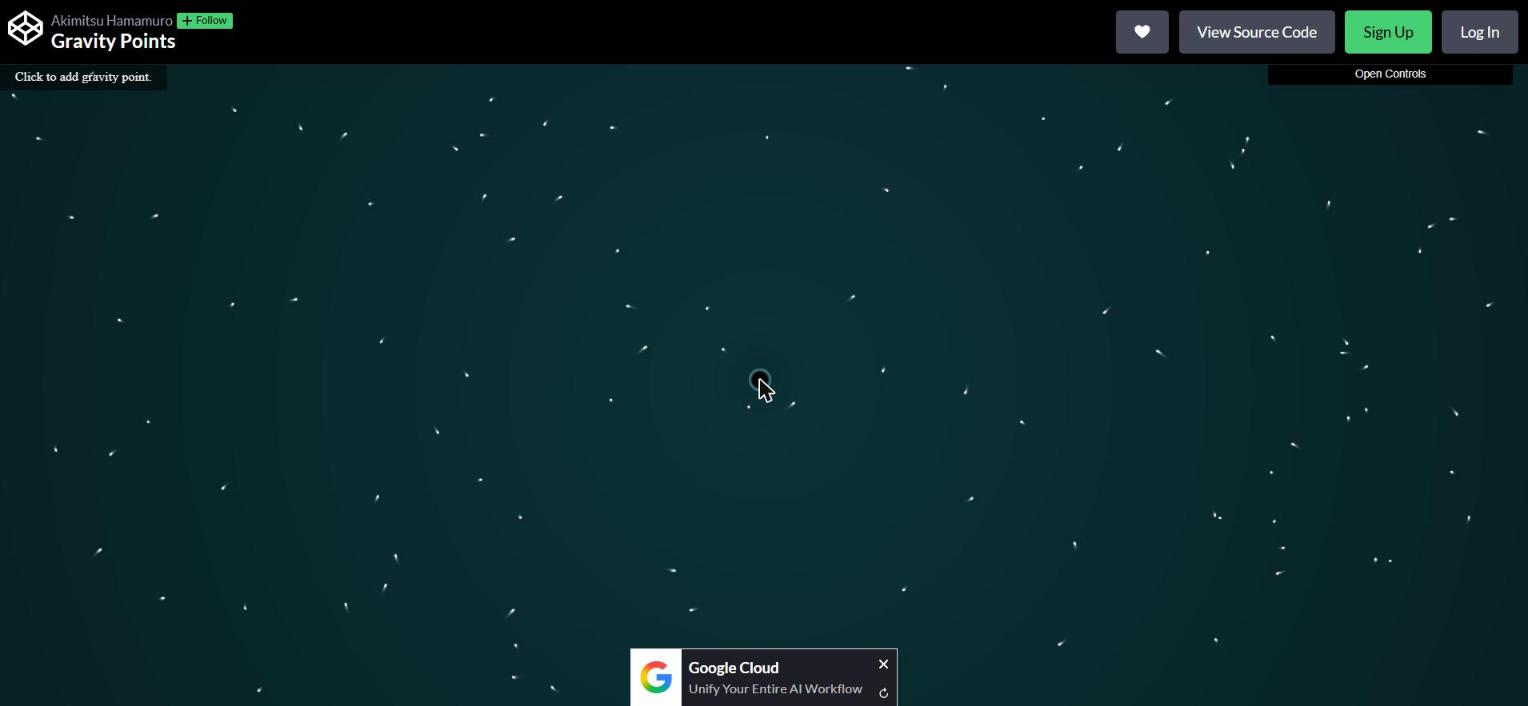 Akimitsu Hamamuro + Follow
Gravity Points
View Source Code
Sign Up
Log In
Click to add gravity point.
Open Controls
Google Cloud
Unify Your Entire AI Workflow